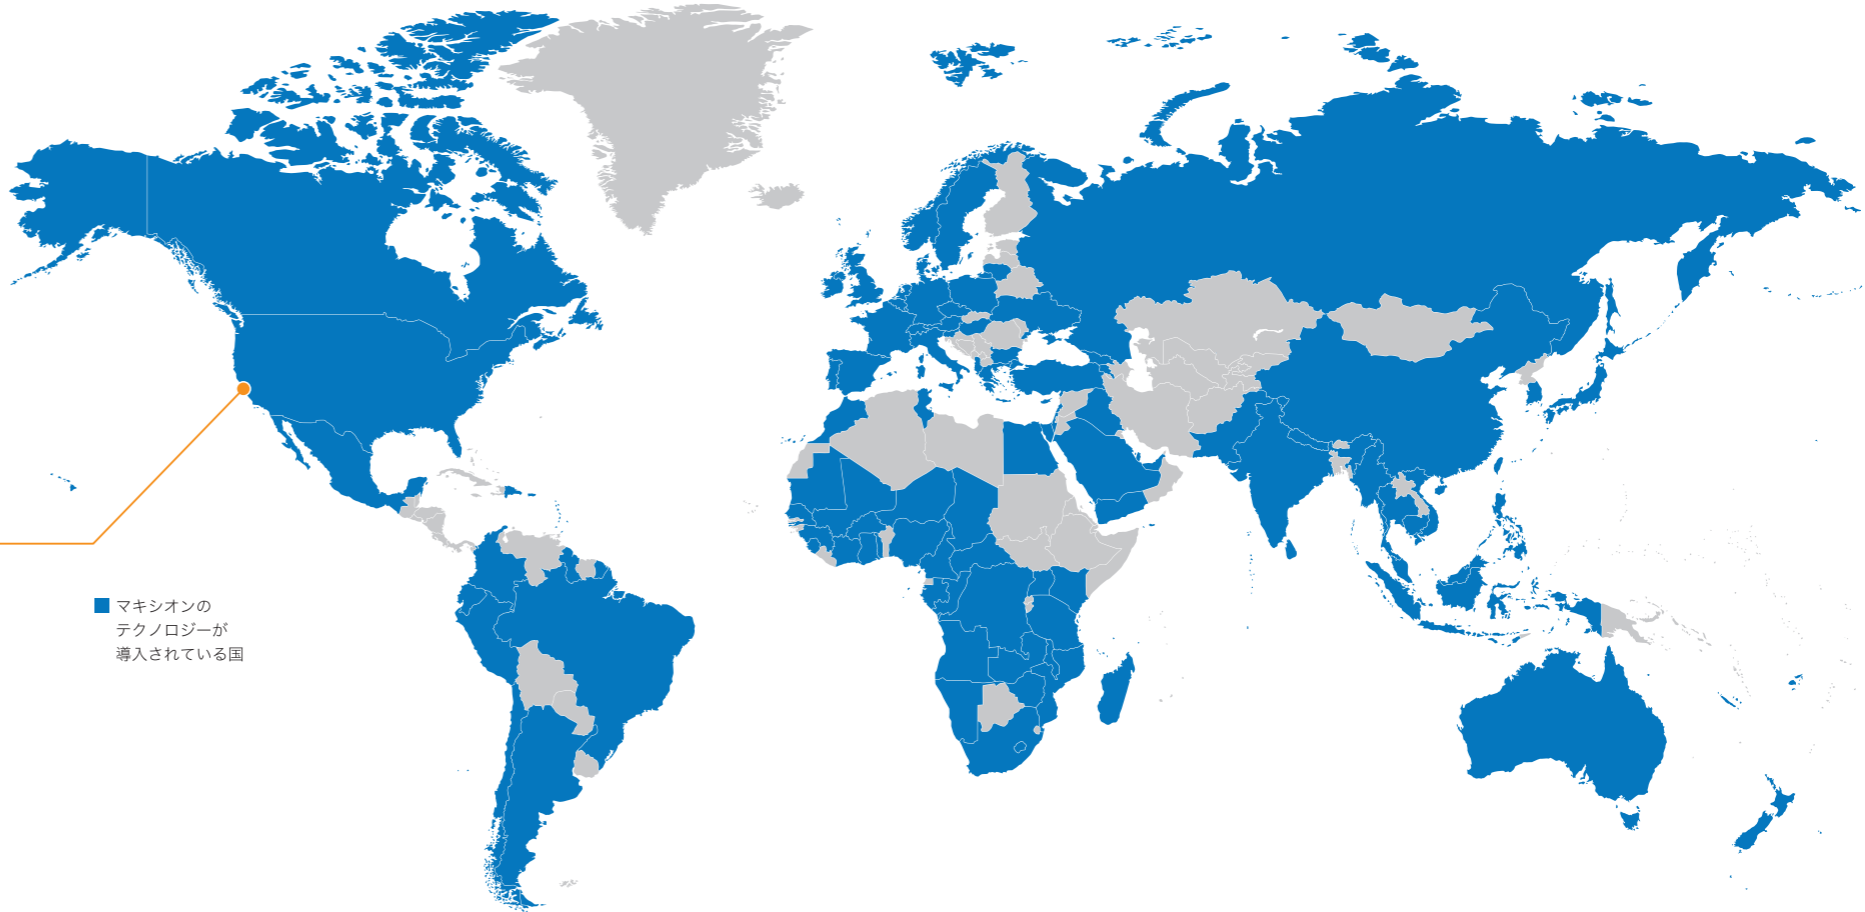 マキシオンの
テクノロジーが
導入されている国